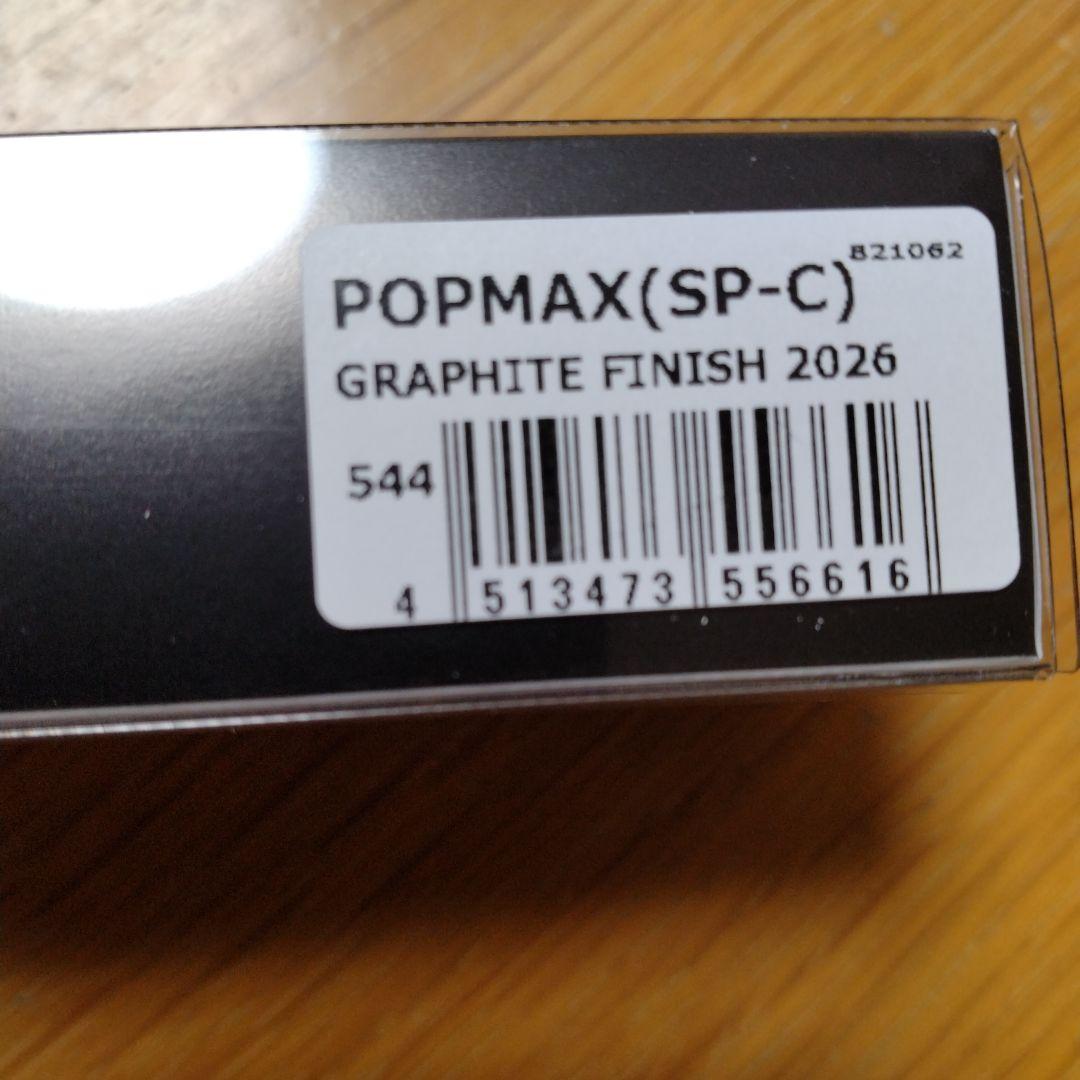 821062
POPMAX(SP-C)
GRAPHITE FINISH 2026
544
4 513473 556616